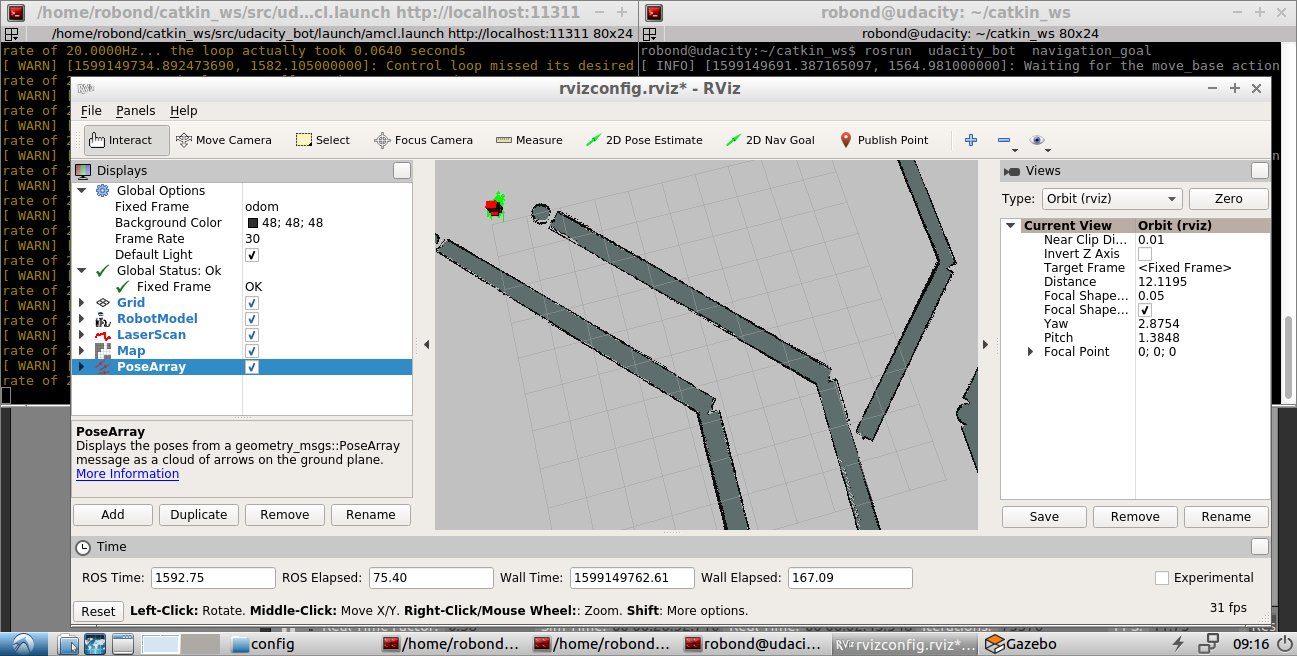 /home/robond/catkin_ws/src/ud...cl.launch http://localhost:11311
/home/robond/catkin_ws/src/udacity_bot/launch/amcl.launch http://localhost:11311 80x24
rate of 20.0000Hz... the loop actually took 0.0640 seconds
[ WARN] [1599149734.892473690, 1582.105000000]: Control loop missed its desired
rate of 2
[ WARN]
rate of 2
[ WARN]
rate of 2
[ WARN]
rate of 2
[ WARN]
rate of 2
[ WARN]
rate of 2
[ WARN]
rate of 2
[ WARN]
rate of 2
[ WARN]
rate of 2
[ WARN]
rate of 2
[ WARN]
rate of 2
robond@udacity: ~/catkin_ws
robond@udacity: ~/catkin_ws 80x24
robond@udacity:~/catkin_ws$ rosrun udacity_bot navigation_goal
[ INFO] [1599149691.387165097, 1564.981000000]: Waiting for the move_base action
RViz
rvizconfig.rviz* - RViz
File Panels Help
Interact Move Camera Select Focus Camera Measure 2D Pose Estimate 2D Nav Goal Publish Point
Displays
Global Options
Fixed Frame odom
Background Color 48; 48; 48
Frame Rate 30
Default Light
Global Status: Ok
Fixed Frame OK
Grid
RobotModel
LaserScan
Map
PoseArray
PoseArray
Displays the poses from a geometry_msgs::PoseArray
message as a cloud of arrows on the ground plane.
More Information
Add Duplicate Remove Rename
Views
Type: Orbit (rviz) Zero
Current View Orbit (rviz)
Near Clip Di... 0.01
Invert Z Axis
Target Frame <Fixed Frame>
Distance 12.1195
Focal Shape... 0.05
Focal Shape...
Yaw 2.8754
Pitch 1.3848
Focal Point 0; 0; 0
Save Remove Rename
Time
ROS Time: 1592.75 ROS Elapsed: 75.40 Wall Time: 1599149762.61 Wall Elapsed: 167.09 Experimental
Reset Left-Click: Rotate. Middle-Click: Move X/Y. Right-Click/Mouse Wheel:: Zoom. Shift: More options. 31 fps
config /home/robond... /home/robond... robond@udaci... RViz rvizconfig.rviz*... Gazebo 09:16